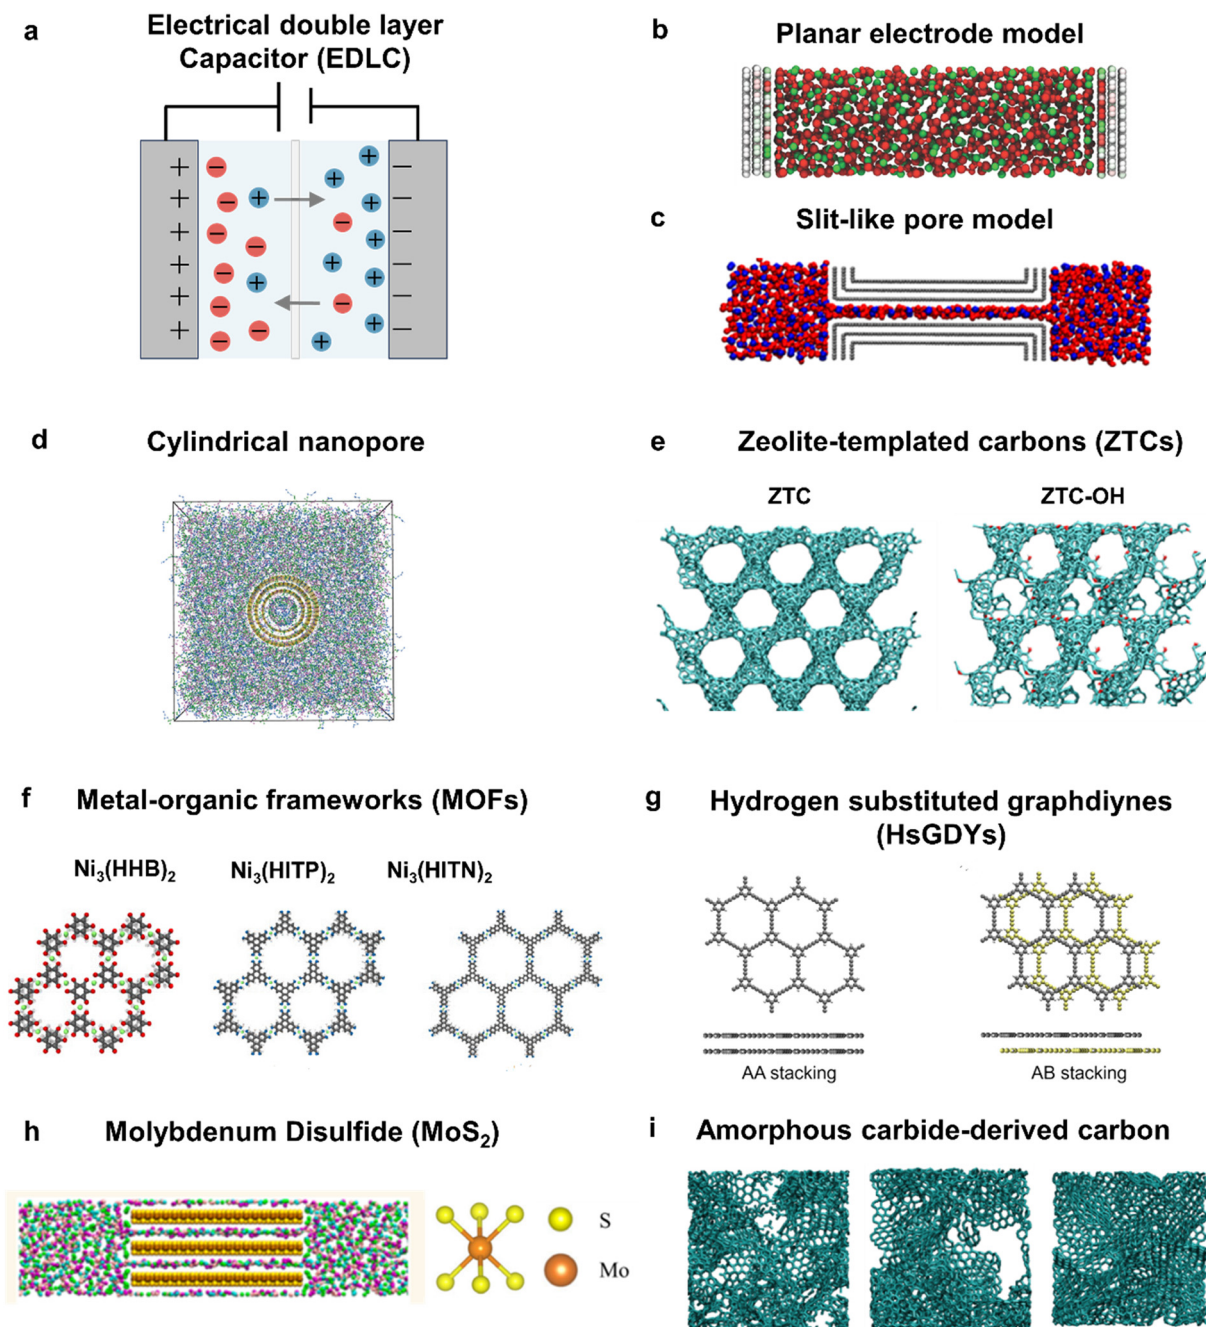 a
Electrical double layer
Capacitor (EDLC)
+ − + −
+ − + + + −
+ − − − + −
+ − + + + −
+ − − + −
+ − − + −
b
Planar electrode model
c
Slit-like pore model
d
Cylindrical nanopore
e
Zeolite-templated carbons (ZTCs)
ZTC
ZTC-OH
f
Metal-organic frameworks (MOFs)
Ni₃(HHB)₂
Ni₃(HITP)₂
Ni₃(HITN)₂
g
Hydrogen substituted graphdiynes
(HsGDYs)
AA stacking
AB stacking
h
Molybdenum Disulfide (MoS₂)
S
Mo
i
Amorphous carbide-derived carbon